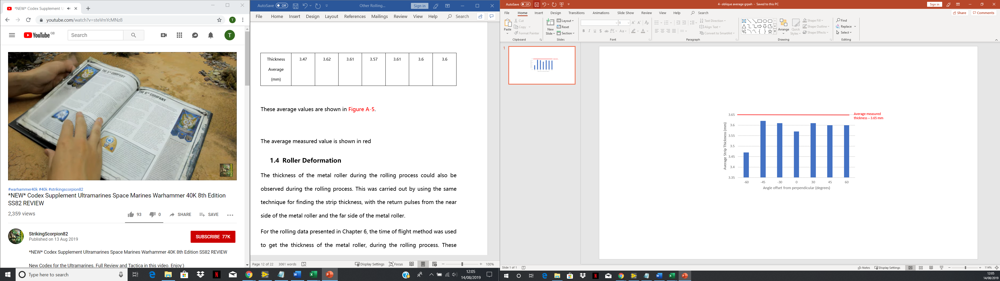 *NEW* Codex Supplement U
youtube.com/watch?v=steVmYcMNz8
T
YouTube GB
Search
T
THE 5TH COMPANY
THE 6TH COMPANY
#warhammer40k #40k #strikingscorpion82
*NEW* Codex Supplement Ultramarines Space Marines Warhammer 40K 8th Edition
SS82 REVIEW
2,359 views
93
0
SHARE
SAVE
StrikingScorpion82
Published on 13 Aug 2019
SUBSCRIBE 77K
*NEW* Codex Supplement Ultramarines Space Marines Warhammer 40K 8th Edition SS82 REVIEW
New Codex for the Ultramarines. Full Review and Tactica in this video. Enjoy:)
Type here to search
AutoSave Off
Other Rolling...
Sign in
File Home Insert Design Layout References Mailings Review View Help Search
Thickness 3.47 3.62 3.61 3.57 3.61 3.6 3.6
Average
(mm)
These average values are shown in Figure A-5.
The average measured value is shown in red
1.4 Roller Deformation
The thickness of the metal roller during the rolling process could also be
observed during the rolling process. This was carried out by using the same
technique for finding the strip thickness, with the return pulses from the near
side of the metal roller and the far side of the metal roller.
For the rolling data presented in Chapter 6, the time of flight method was used
to get the thickness of the metal roller, during the rolling process. These
Page 12 of 22 3061 words
Display Settings Focus
100%
12:05
14/08/2019
AutoSave Off
4- oblique average grpah - Saved to this PC
Sign in
File Home Insert Design Transitions Animations Slide Show Review View Help Search
Share Comments
Paste
Cut
Copy
Format Painter
Clipboard
New
Slide
Layout
Reset
Section
Slides
9
B I U S ab AV Aa A
Font
Text Direction
Align Text
Convert to SmartArt
Paragraph
Arrange
Quick
Styles
Shape Fill
Shape Outline
Shape Effects
Drawing
Find
Replace
Select
Editing
1
Average measured
thickness – 3.65 mm
Average Strip Thickness (mm)
3.65
3.6
3.55
3.5
3.45
3.4
3.35
-60 -45 -30 0 30 45 60
Angle offset from perpendicular (degrees)
Slide 1 of 1
Notes Display Settings
114%
12:05
14/08/2019